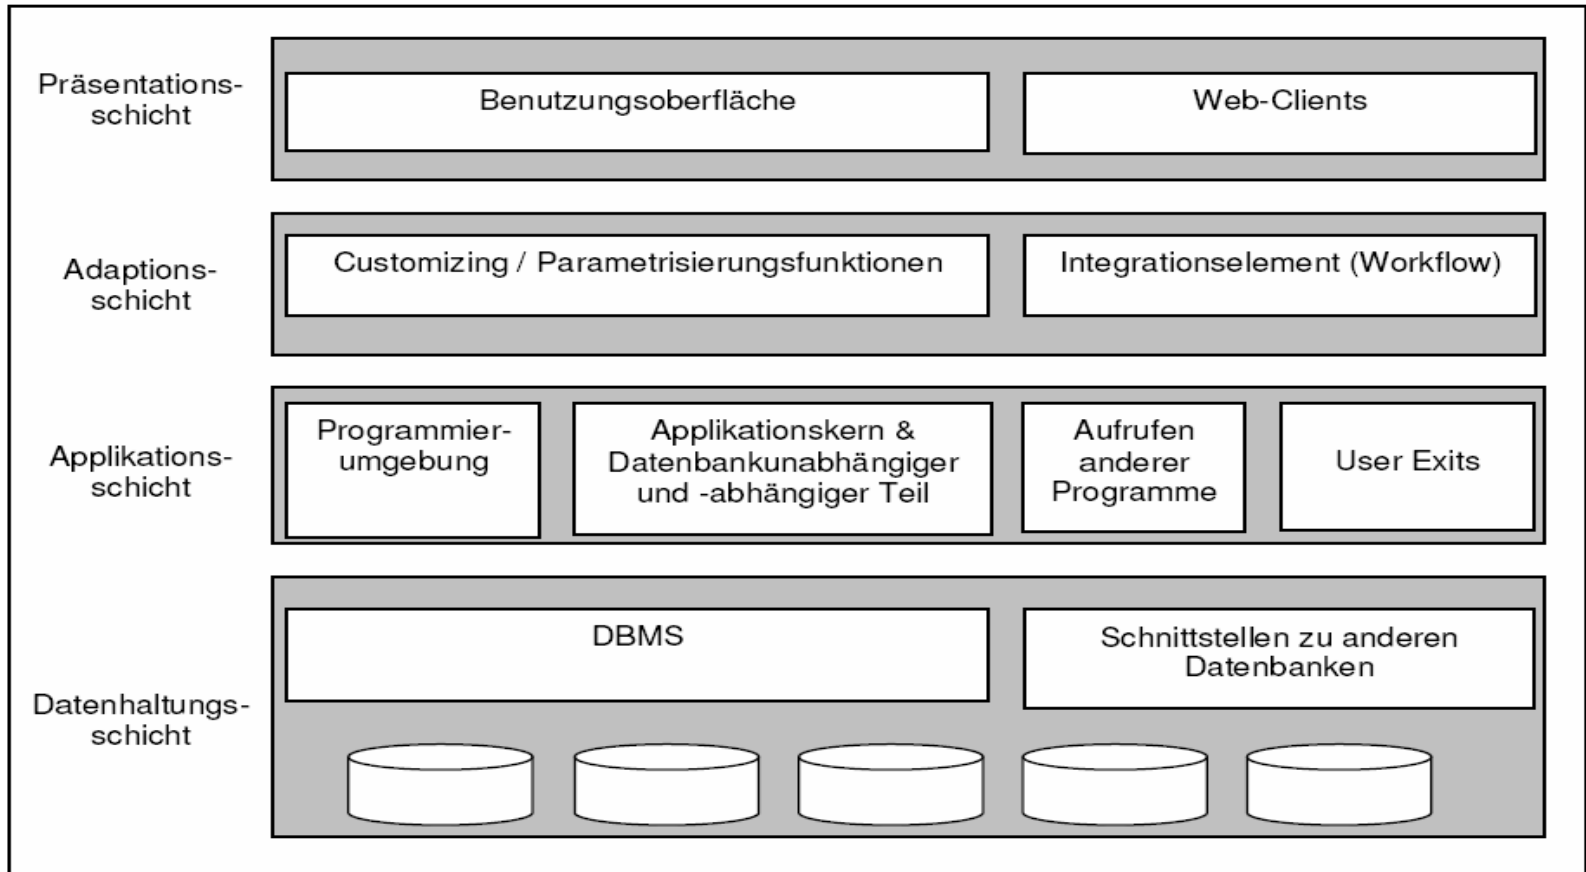 Präsentations-
schicht
Benutzungsoberfläche
Web-Clients
Adaptions-
schicht
Customizing / Parametrisierungsfunktionen
Integrationselement (Workflow)
Applikations-
schicht
Programmier-
umgebung
Applikationskern &
Datenbankunabhängiger
und -abhängiger Teil
Aufrufen
anderer
Programme
User Exits
Datenhaltungs-
schicht
DBMS
Schnittstellen zu anderen
Datenbanken